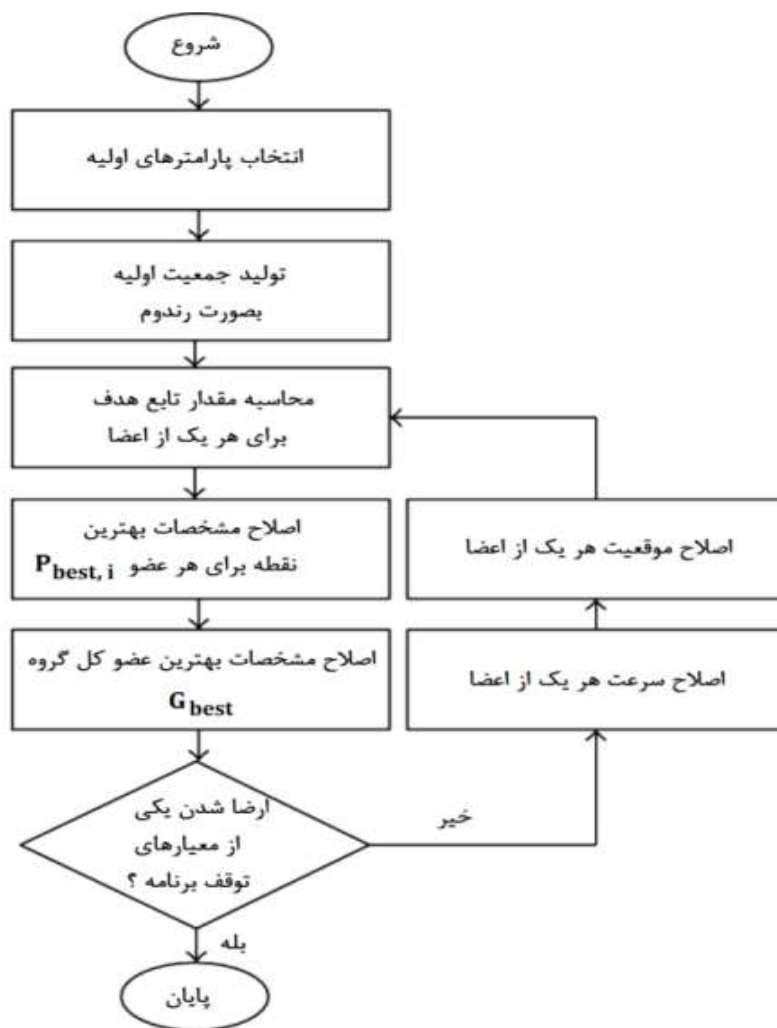 شروع
انتخاب پارامترهای اولیه
تولید جمعیت اولیه
بصورت رندوم
محاسبه مقدار تابع هدف
برای هر یک از اعضا
اصلاح مشخصات بهترین
نقطه برای هر عضو P best, i
اصلاح مشخصات بهترین عضو کل گروه
G best
ارضا شدن یکی
از معیارهای
توقف برنامه ؟
خیر
اصلاح سرعت هر یک از اعضا
اصلاح موقعیت هر یک از اعضا
بله
پایان